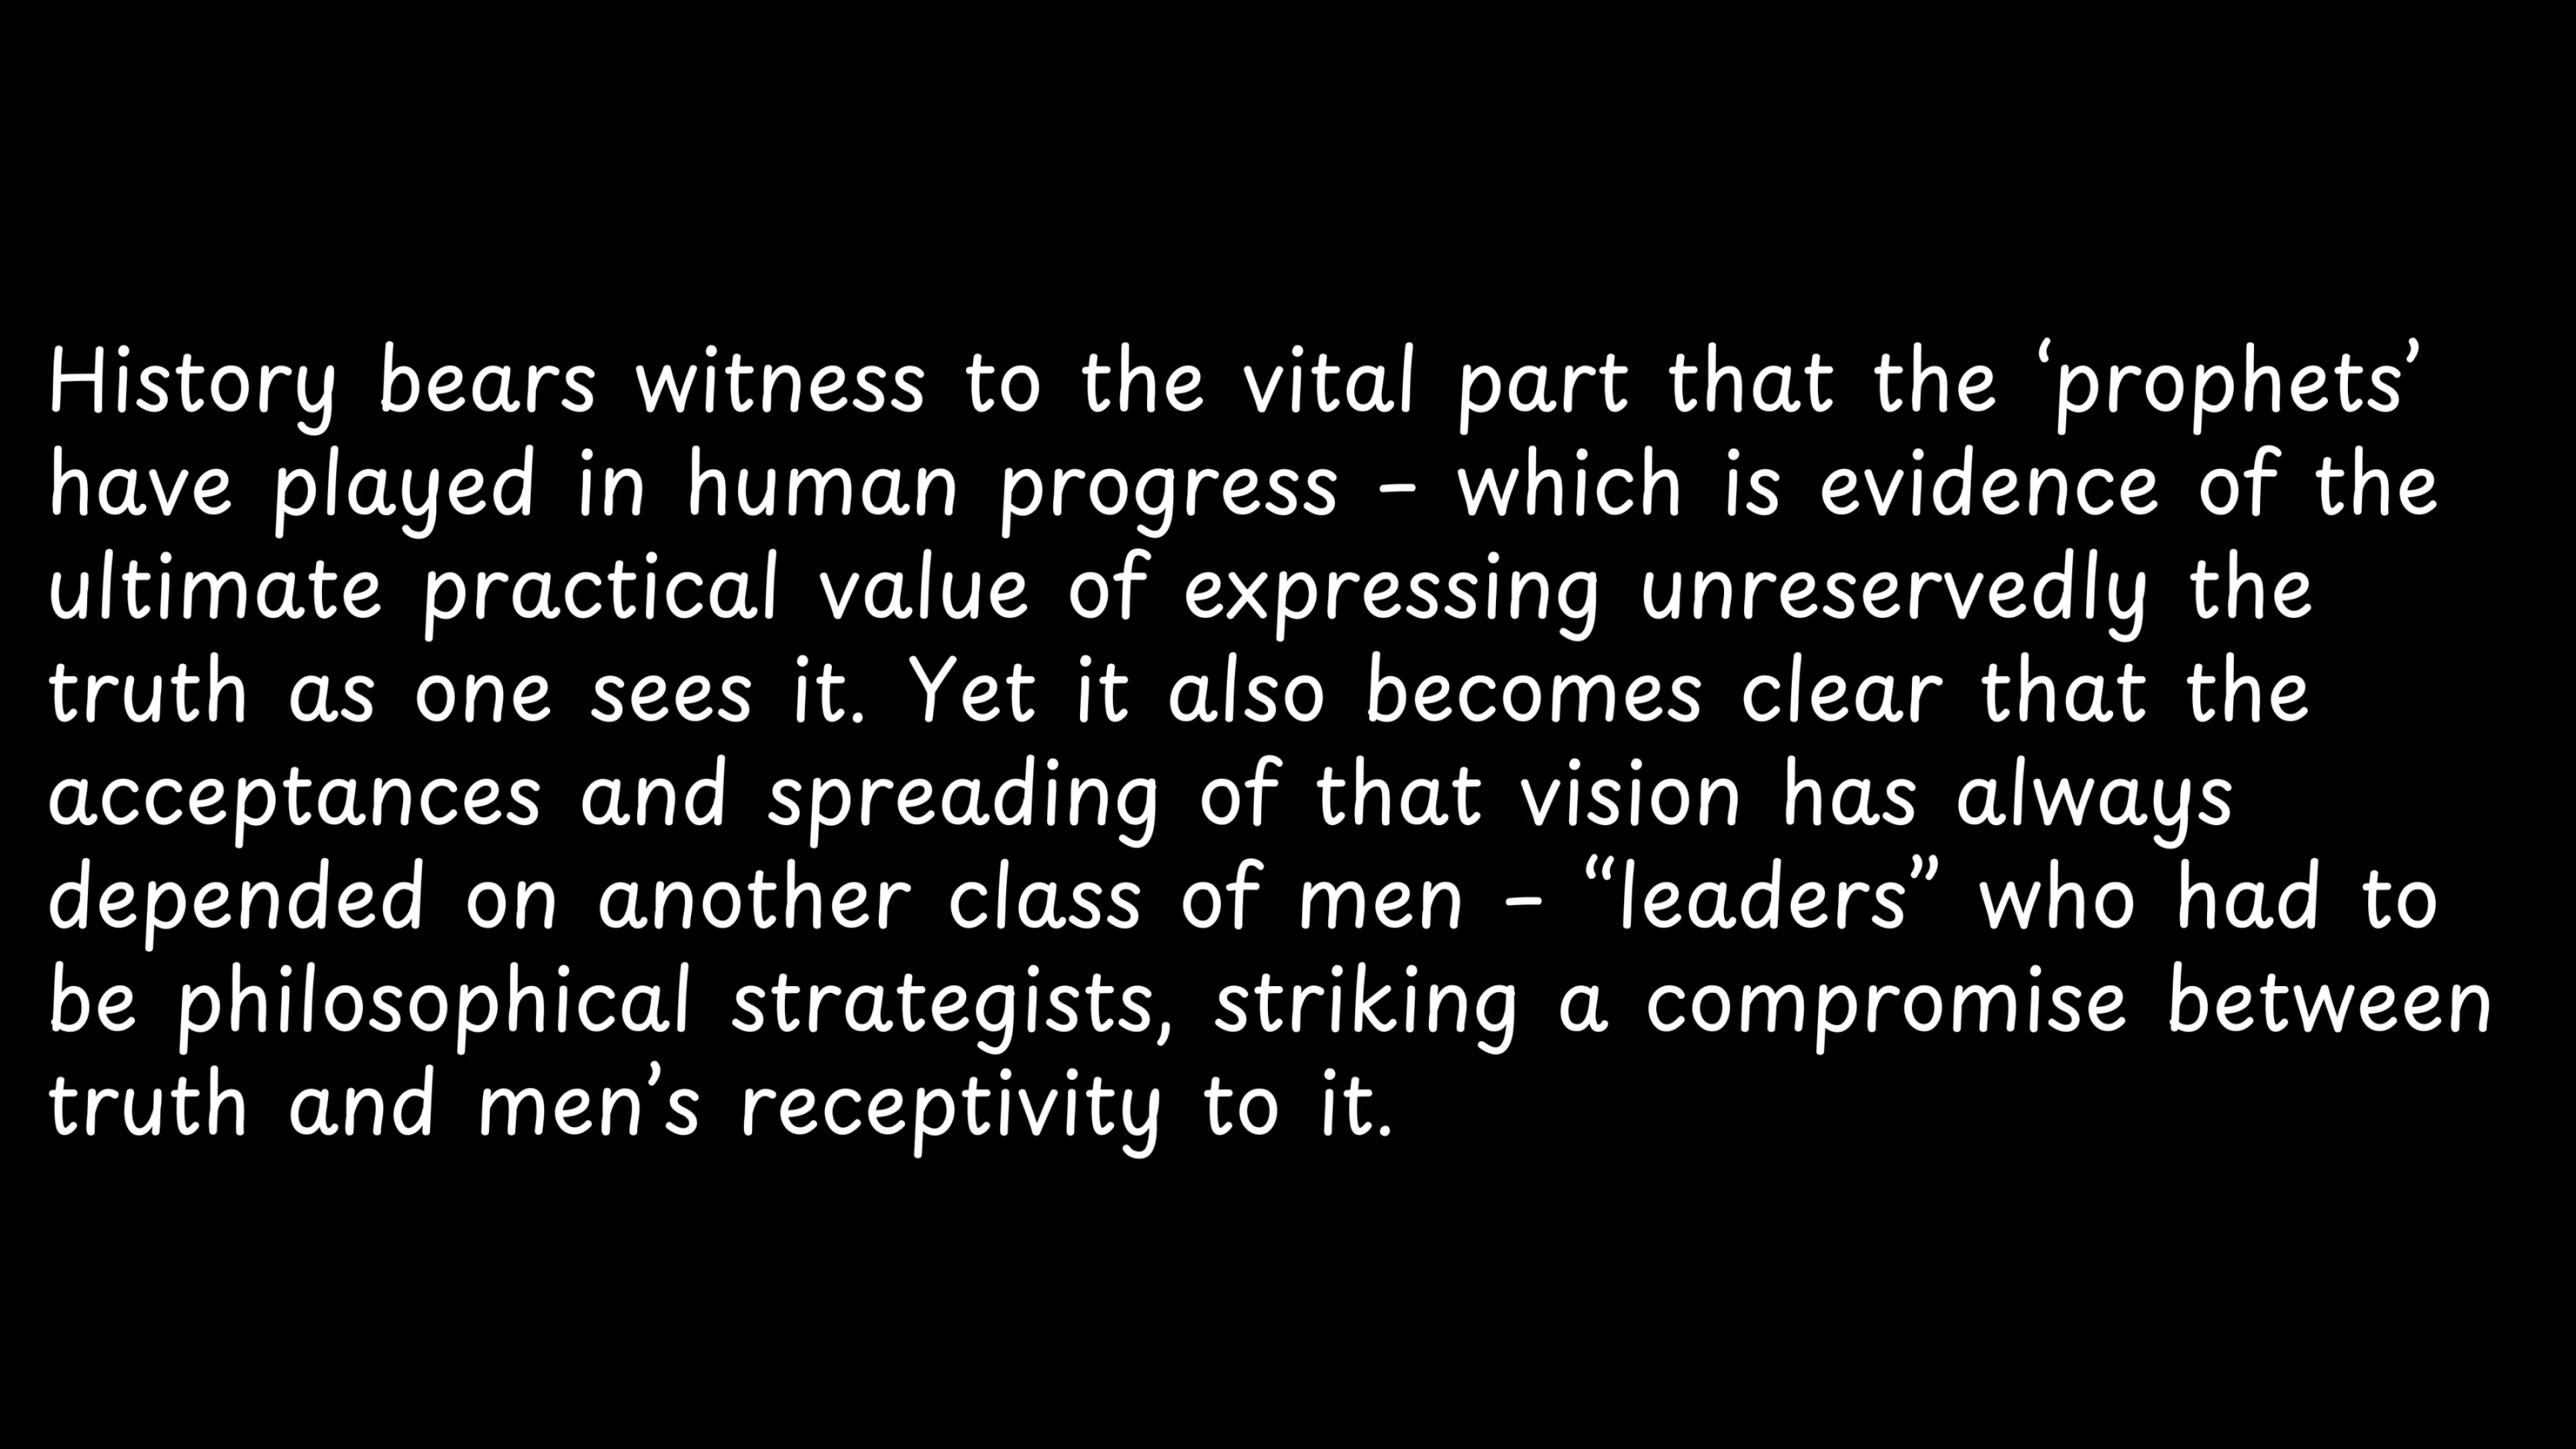 History bears witness to the vital part that the ‘prophets’
have played in human progress – which is evidence of the
ultimate practical value of expressing unreservedly the
truth as one sees it. Yet it also becomes clear that the
acceptances and spreading of that vision has always
depended on another class of men – “leaders” who had to
be philosophical strategists, striking a compromise between
truth and men’s receptivity to it.